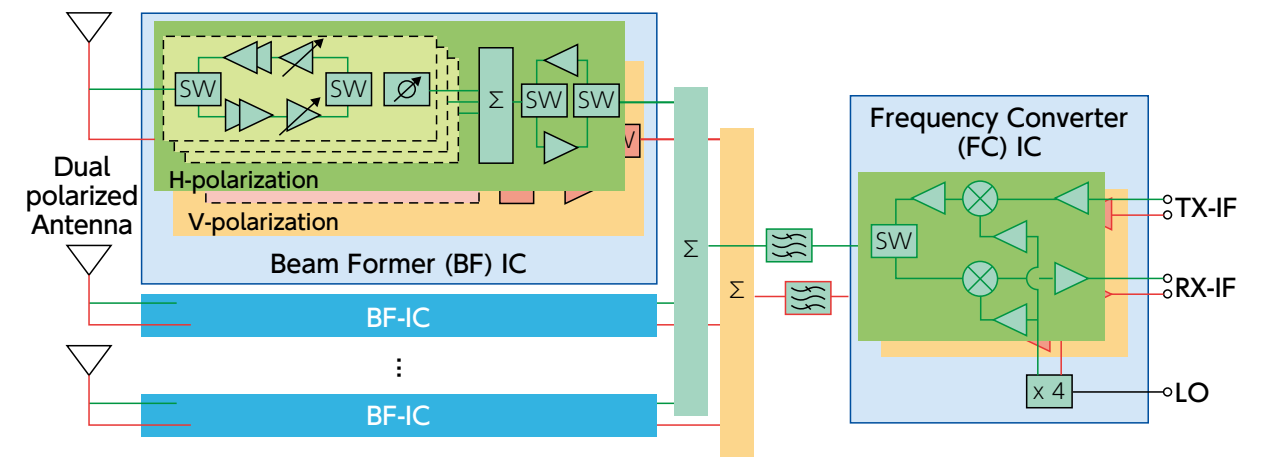 Dual
polarized
Antenna
SW
SW
Ø
Σ
SW
SW
H-polarization
V-polarization
Beam Former (BF) IC
BF-IC
⋮
BF-IC
Σ
Σ
Frequency Converter
(FC) IC
SW
x 4
TX-IF
RX-IF
LO